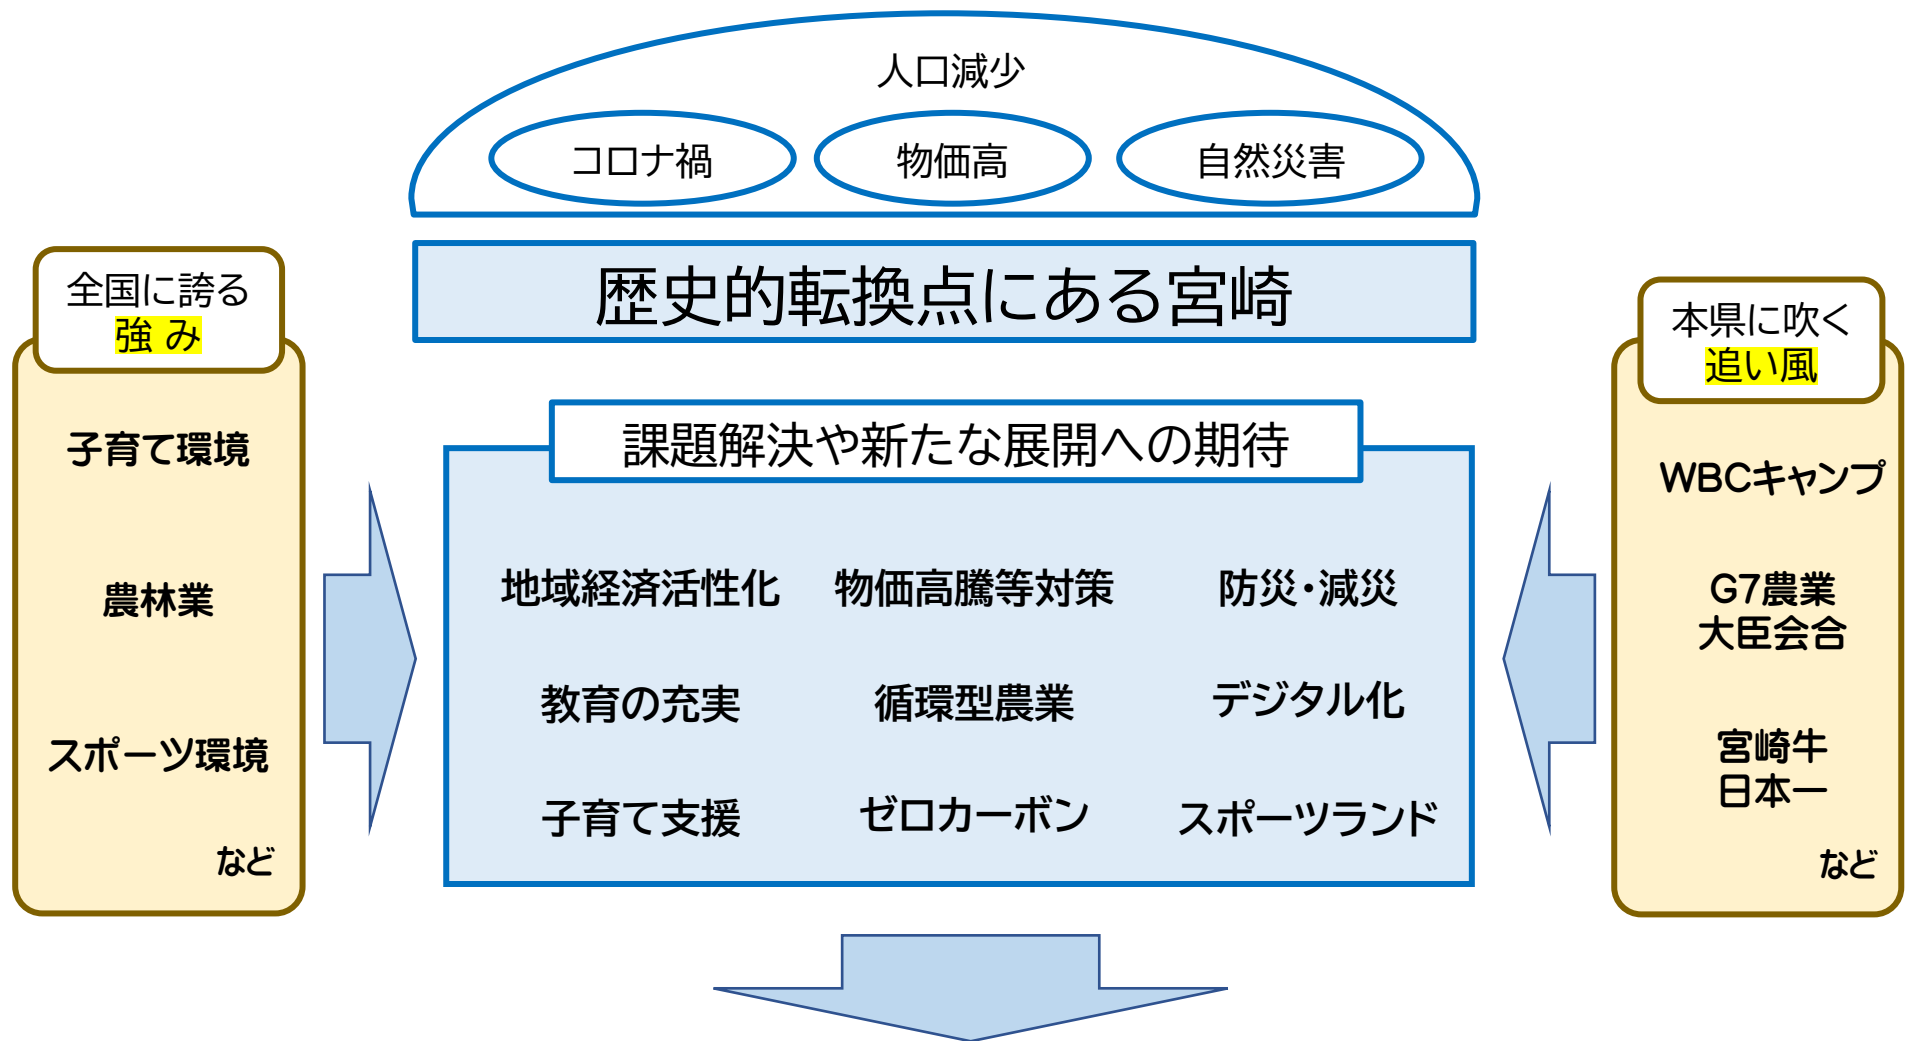 人口減少
コロナ禍
物価高
自然災害
歴史的転換点にある宮崎
全国に誇る
強 み
子育て環境
農林業
スポーツ環境
など
課題解決や新たな展開への期待
地域経済活性化
物価高騰等対策
防災・減災
教育の充実
循環型農業
デジタル化
子育て支援
ゼロカーボン
スポーツランド
本県に吹く
追い風
WBCキャンプ
G7農業
大臣会合
宮崎牛
日本一
など